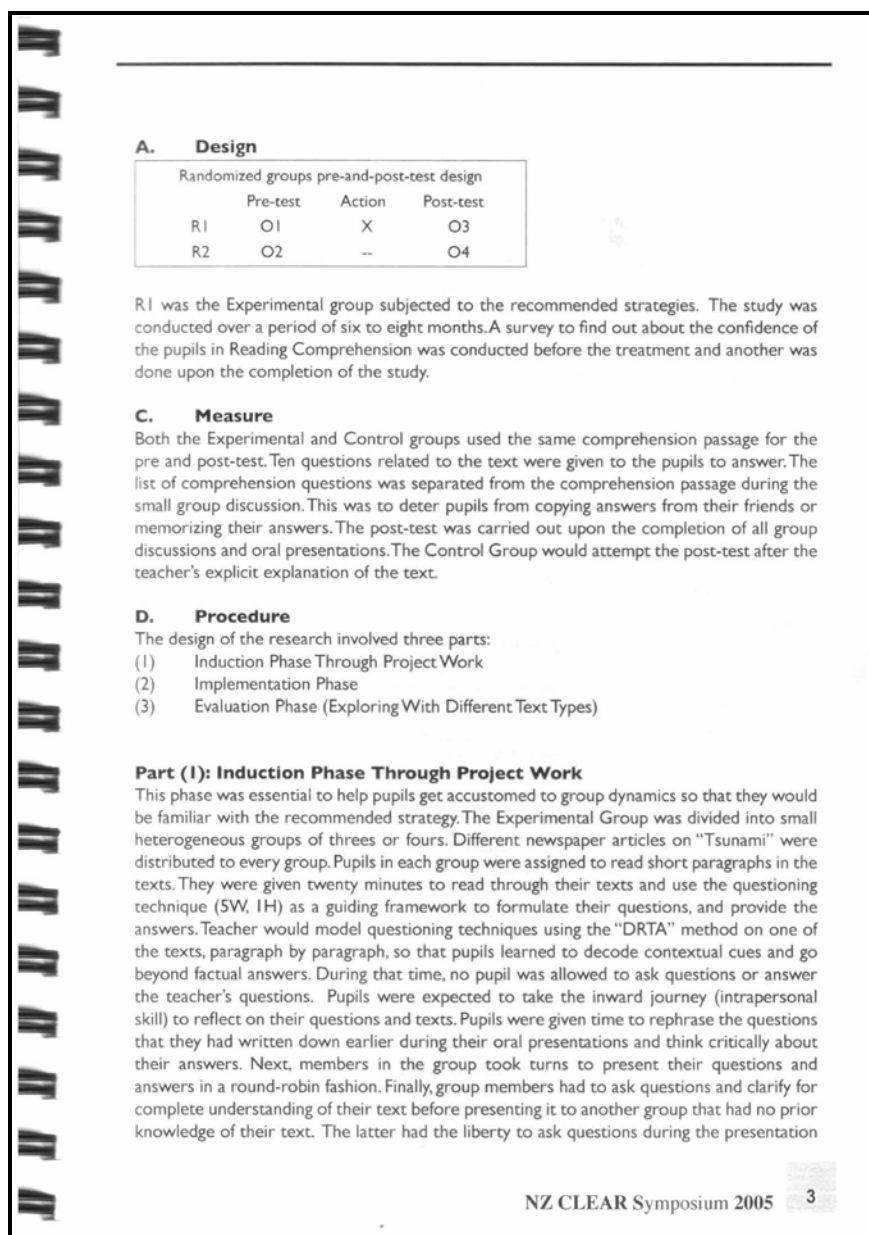 A. Design
Randomized groups pre-and-post-test design
Pre-test Action Post-test
R1 O1 X O3
R2 O2 -- O4
R1 was the Experimental group subjected to the recommended strategies. The study was
conducted over a period of six to eight months. A survey to find out about the confidence of
the pupils in Reading Comprehension was conducted before the treatment and another was
done upon the completion of the study.
C. Measure
Both the Experimental and Control groups used the same comprehension passage for the
pre and post-test. Ten questions related to the text were given to the pupils to answer. The
list of comprehension questions was separated from the comprehension passage during the
small group discussion. This was to deter pupils from copying answers from their friends or
memorizing their answers. The post-test was carried out upon the completion of all group
discussions and oral presentations. The Control Group would attempt the post-test after the
teacher's explicit explanation of the text.
D. Procedure
The design of the research involved three parts:
(1) Induction Phase Through Project Work
(2) Implementation Phase
(3) Evaluation Phase (Exploring With Different Text Types)
Part (1): Induction Phase Through Project Work
This phase was essential to help pupils get accustomed to group dynamics so that they would
be familiar with the recommended strategy. The Experimental Group was divided into small
heterogeneous groups of threes or fours. Different newspaper articles on "Tsunami" were
distributed to every group. Pupils in each group were assigned to read short paragraphs in the
texts. They were given twenty minutes to read through their texts and use the questioning
technique (5W, 1H) as a guiding framework to formulate their questions, and provide the
answers. Teacher would model questioning techniques using the "DRTA" method on one of
the texts, paragraph by paragraph, so that pupils learned to decode contextual cues and go
beyond factual answers. During that time, no pupil was allowed to ask questions or answer
the teacher's questions. Pupils were expected to take the inward journey (intrapersonal
skill) to reflect on their questions and texts. Pupils were given time to rephrase the questions
that they had written down earlier during their oral presentations and think critically about
their answers. Next, members in the group took turns to present their questions and
answers in a round-robin fashion. Finally, group members had to ask questions and clarify for
complete understanding of their text before presenting it to another group that had no prior
knowledge of their text. The latter had the liberty to ask questions during the presentation
NZ CLEAR Symposium 2005 3